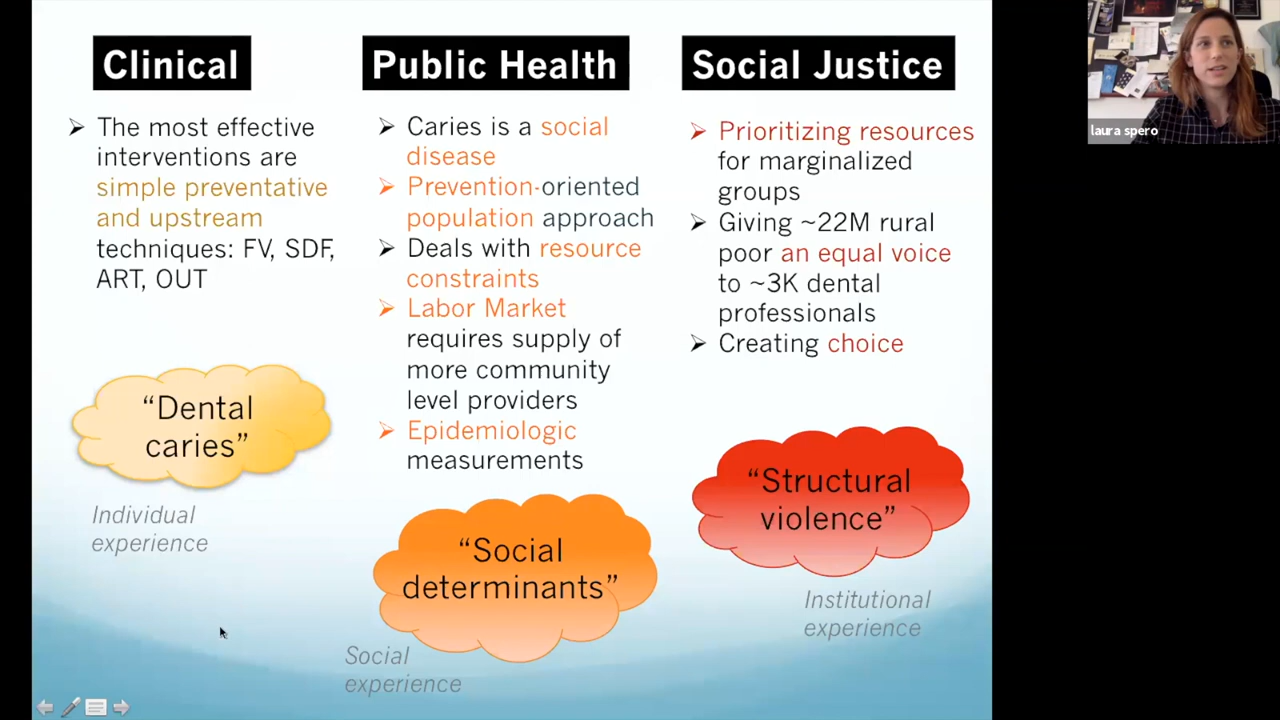 Clinical
The most effective
interventions are
simple preventative
and upstream
techniques: FV, SDF,
ART, OUT
“Dental
caries”
Individual
experience
Public Health
Caries is a social
disease
Prevention-oriented
population approach
Deals with resource
constraints
Labor Market
requires supply of
more community
level providers
Epidemiologic
measurements
“Social
determinants”
Social
experience
Social Justice
Prioritizing resources
for marginalized
groups
Giving ~22M rural
poor an equal voice
to ~3K dental
professionals
Creating choice
“Structural
violence”
Institutional
experience
laura spero